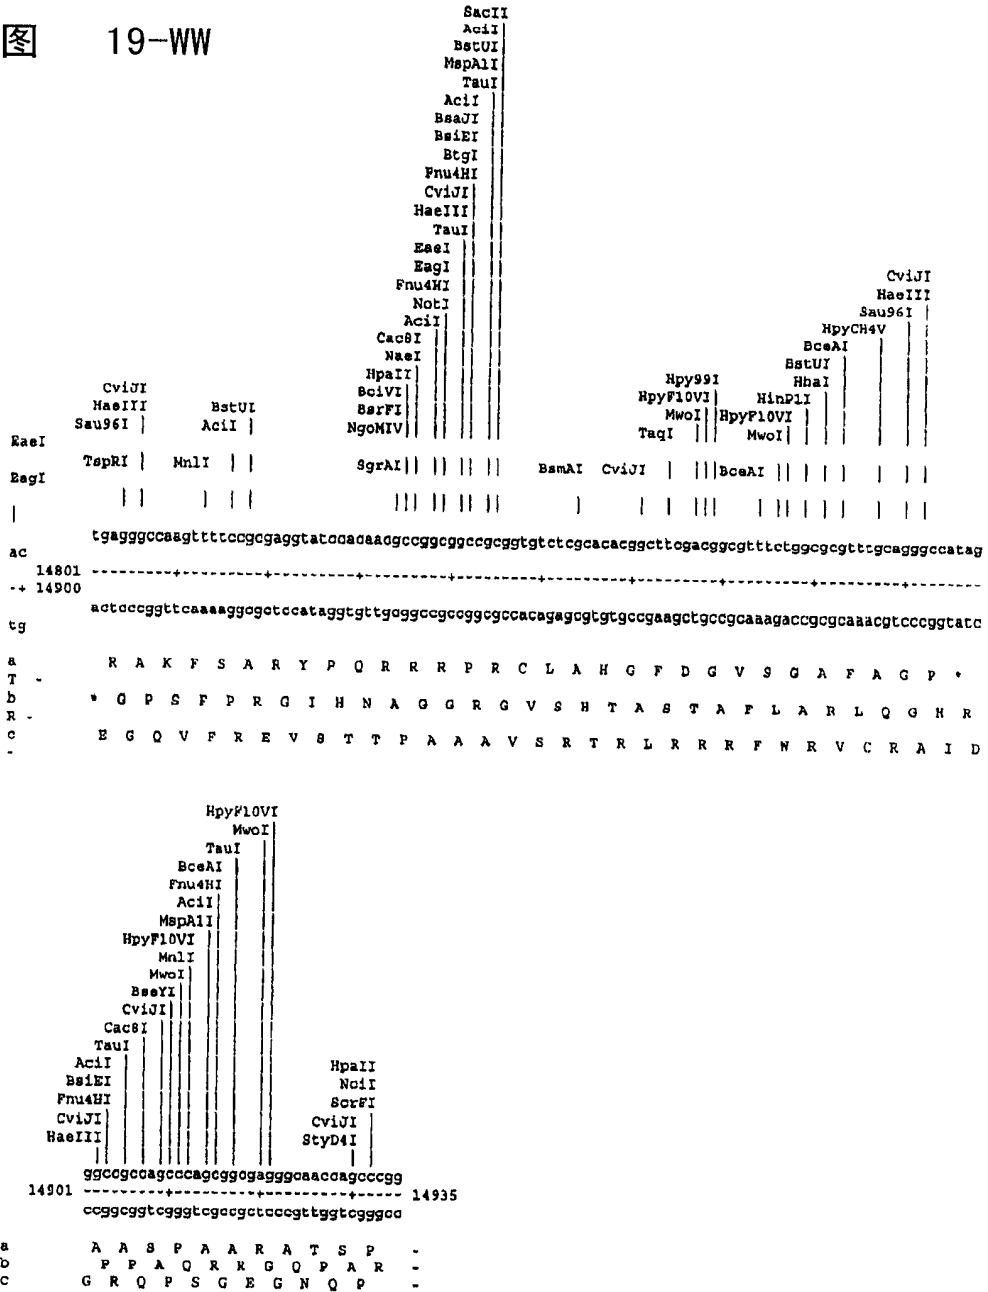 图 19-WW
SacII
AciI
BstUI
MspA1I
TauI
AciI
BsaJI
BsiEI
BtgI
Fnu4HI
CviJI
HaeIII
TauI
EaeI
EagI
Fnu4HI
NotI
AciI
Cac8I
NaeI
HpaII
BciVI
BsrFI
NgoMIV
SgrAI
CviJI
HaeIII
Sau96I
TspRI
BstUI
AciI
MnlI
BsmAI
CviJI
Hpy99I
HpyF10VI
MwoI
TaqI
CviJI
HaeIII
Sau96I
HpyCH4V
BceAI
BstUI
HhaI
HinP1I
HpyF10VI
MwoI
BceAI
EaeI
EagI
tgagggccaagttttccgcgaggtatccacaacgccggcggccgcggtgtctcgcacacggcttcgacggcgtttctggcgcgtttgcagggccatag
ac
14801 ---------+---------+---------+---------+---------+---------+---------+---------+---------+--------
-+ 14900
actcccggttcaaaaggcgctccataggtgttgcggccgccggcgccacagagcgtgtgccgaagctgccgcaaagaccgcgcaaacgtcccggtatc
tg
a R A K F S A R Y P Q R R R P R C L A H G F D G V S G A F A G P *
T -
b * G P S F P R G I H N A G G R G V S H T A S T A F L A R L Q G H R
R -
c E G Q V F R E V S T T P A A A V S R T R L R R R F W R V C R A I D
-
HpyF10VI
MwoI
TauI
BceAI
Fnu4HI
AciI
MspA1I
HpyF10VI
MnlI
MwoI
BseYI
CviJI
Cac8I
TauI
AciI
BsiEI
Fnu4HI
CviJI
HaeIII
HpaII
NciI
ScrFI
CviJI
StyD4I
ggccgccagcccagcggcgagggcaaccagcccgg
14901 ---------+---------+---------+----- 14935
ccggcggtcgggtcgccgctcccgttggtcgggcc
a A A S P A A R A T S P -
b P P A Q R R G Q P A R -
c G R Q P S G E G N Q P -